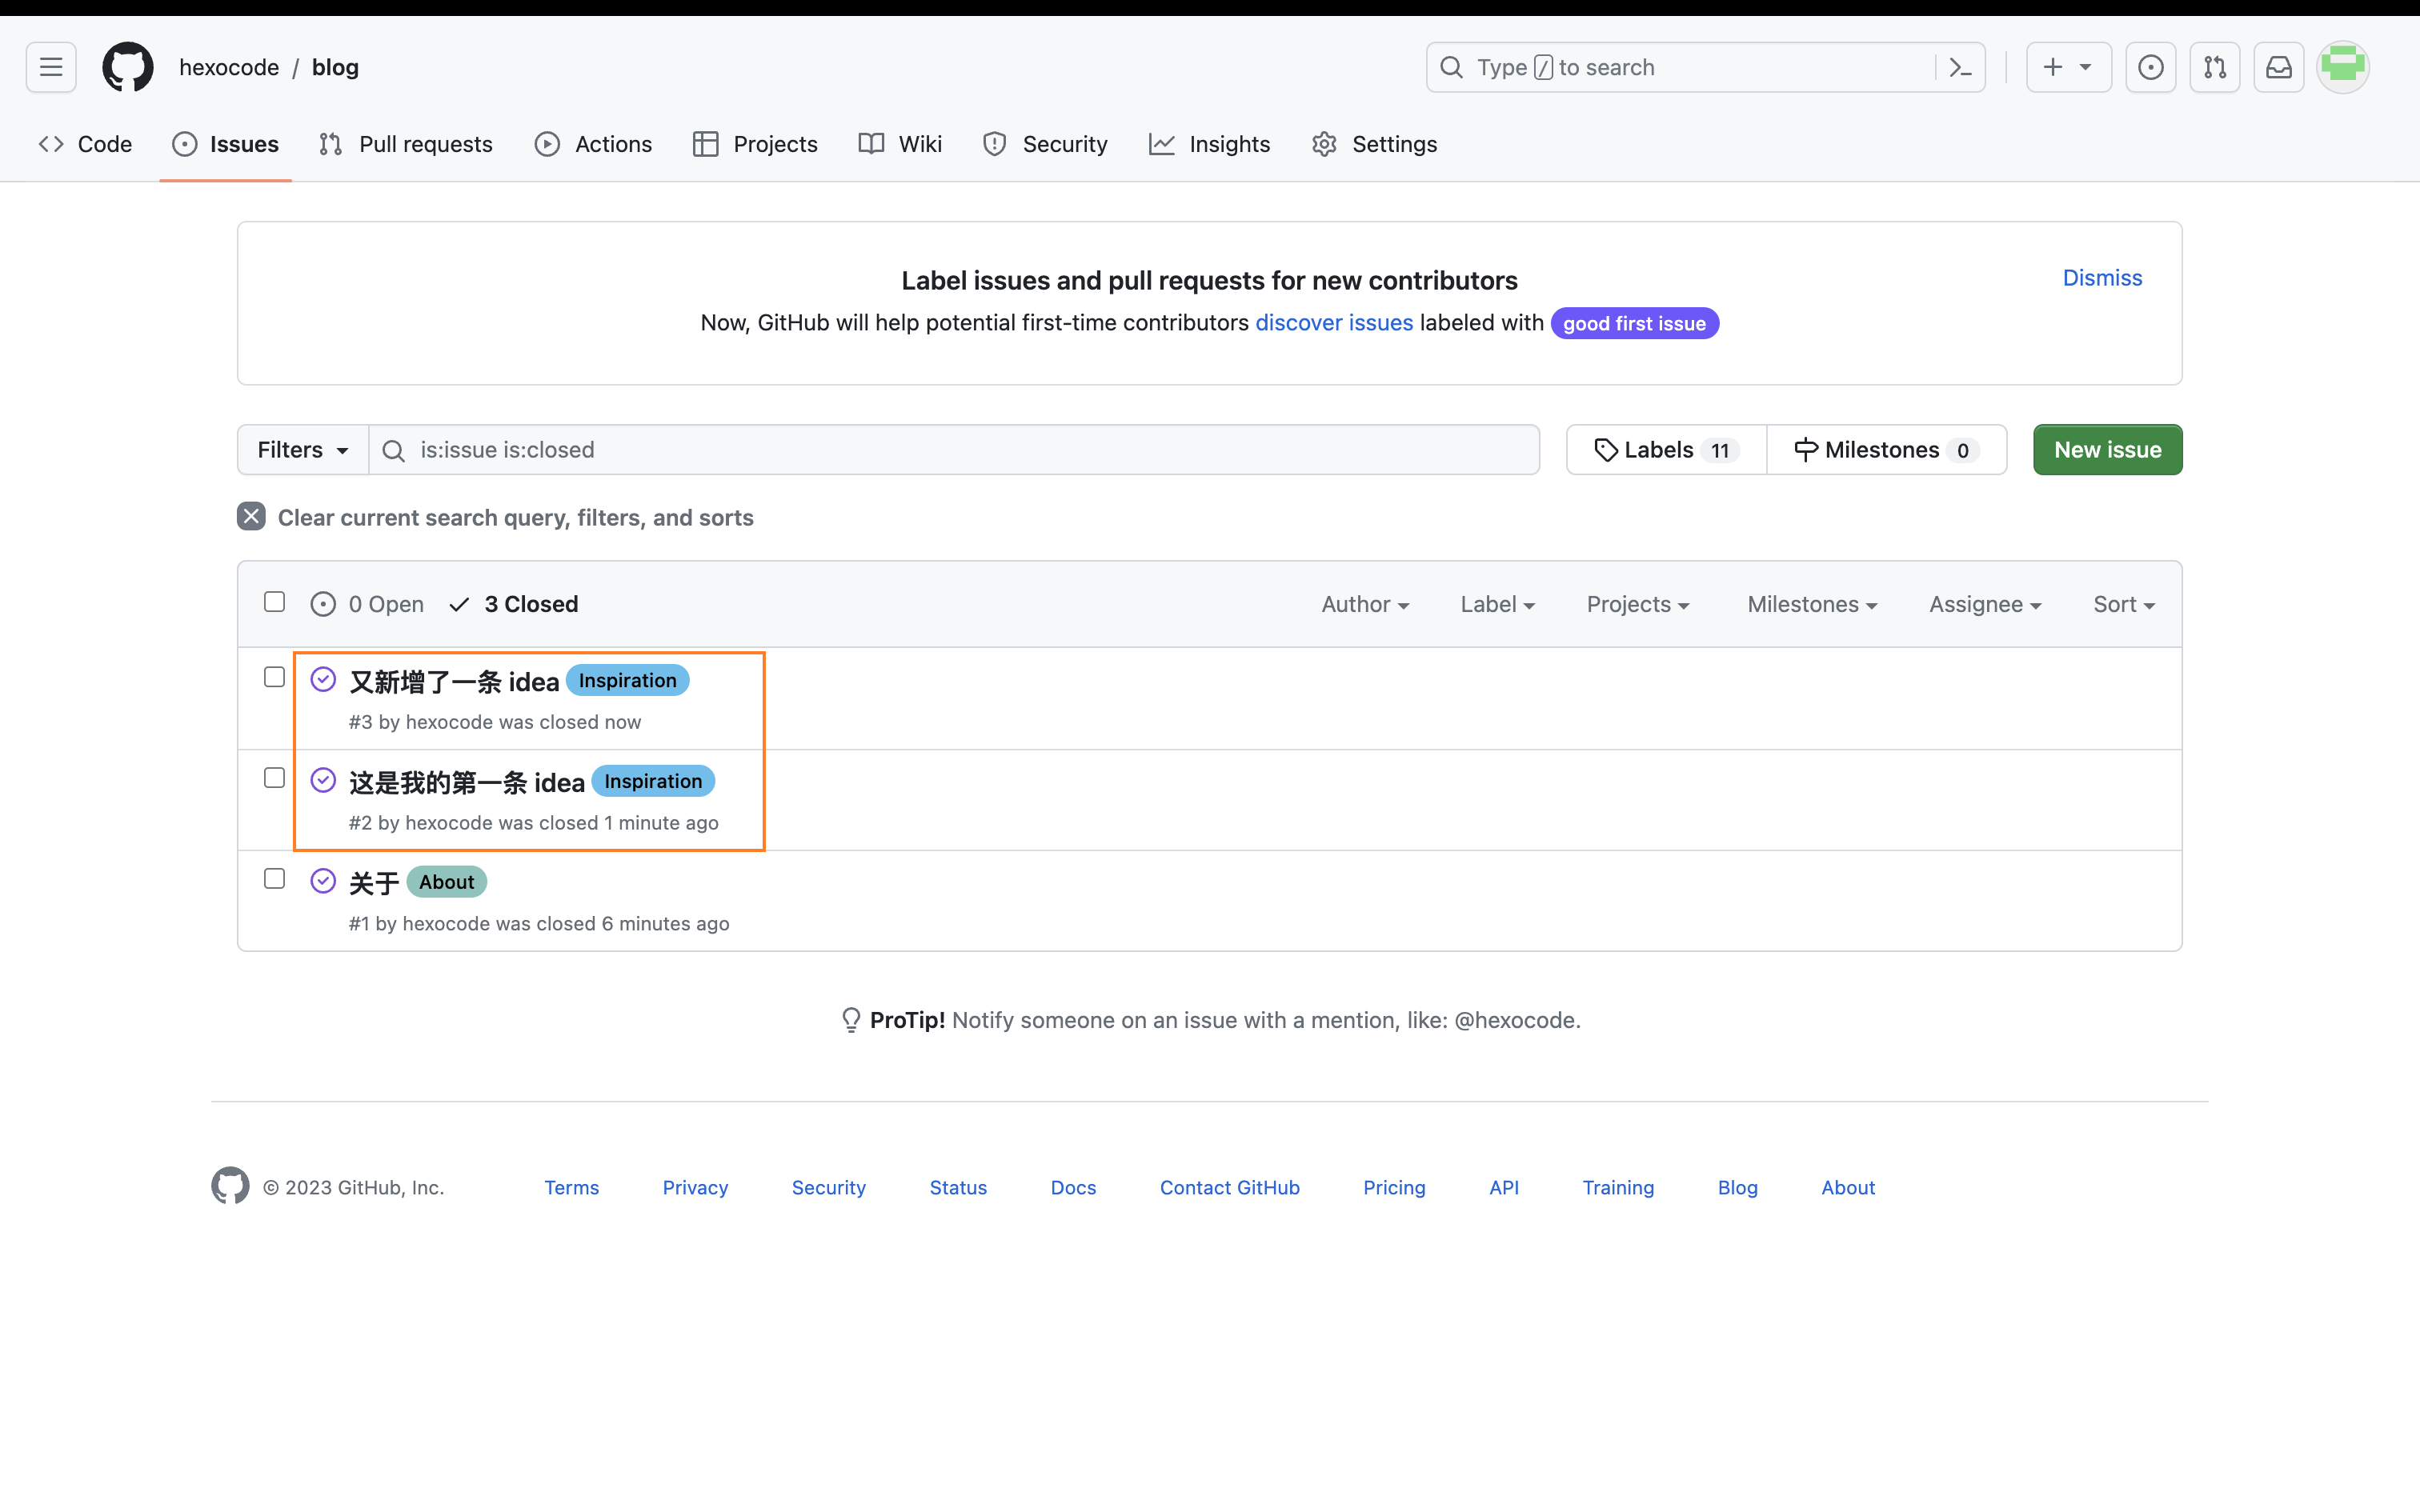 hexocode / blog
Type / to search
Code Issues Pull requests Actions Projects Wiki Security Insights Settings
Label issues and pull requests for new contributors
Dismiss
Now, GitHub will help potential first-time contributors discover issues labeled with good first issue
Filters is:issue is:closed Labels 11 Milestones 0 New issue
Clear current search query, filters, and sorts
0 Open 3 Closed Author Label Projects Milestones Assignee Sort
又新增了一条 idea Inspiration
#3 by hexocode was closed now
这是我的第一条 idea Inspiration
#2 by hexocode was closed 1 minute ago
关于 About
#1 by hexocode was closed 6 minutes ago
ProTip! Notify someone on an issue with a mention, like: @hexocode.
© 2023 GitHub, Inc. Terms Privacy Security Status Docs Contact GitHub Pricing API Training Blog About